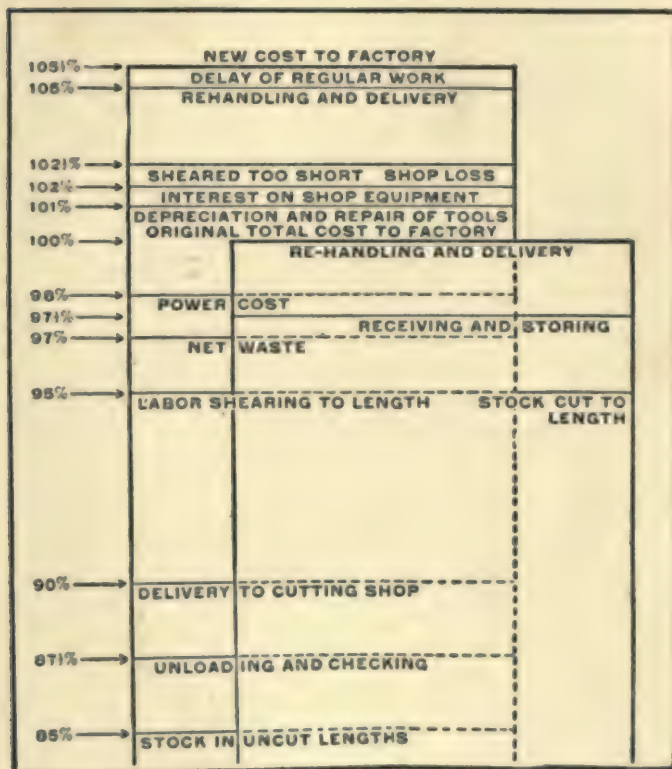 NEW COST TO FACTORY
105½%
DELAY OF REGULAR WORK
105%
REHANDLING AND DELIVERY
102½%
SHEARED TOO SHORT SHOP LOSS
102%
INTEREST ON SHOP EQUIPMENT
101%
DEPRECIATION AND REPAIR OF TOOLS
ORIGINAL TOTAL COST TO FACTORY
100%
RE-HANDLING AND DELIVERY
98%
POWER COST
97½%
RECEIVING AND STORING
97%
NET WASTE
95%
LABOR SHEARING TO LENGTH
STOCK CUT TO
LENGTH
90%
DELIVERY TO CUTTING SHOP
87½%
UNLOADING AND CHECKING
85%
STOCK IN UNCUT LENGTHS